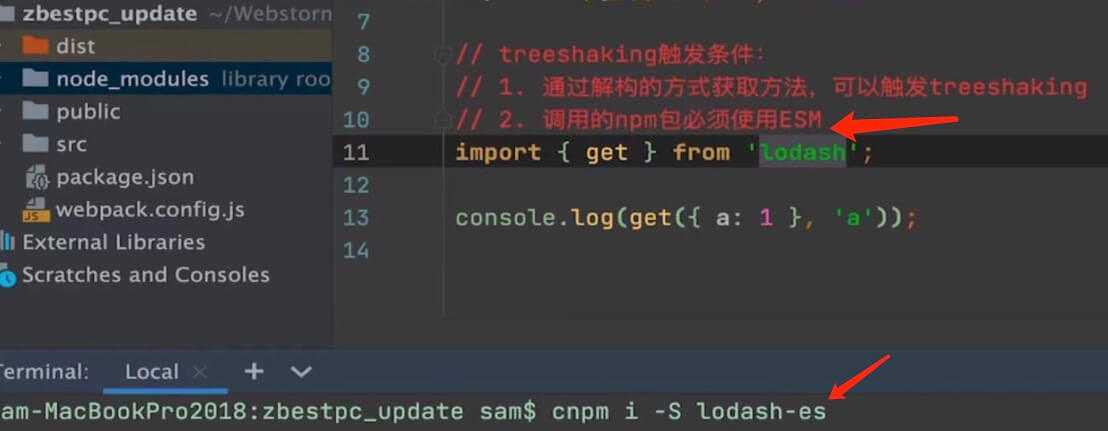 zbestpc_update ~/Webstorn
dist
node_modules library roo
public
src
package.json
webpack.config.js
External Libraries
Scratches and Consoles
7
8 // treeshaking触发条件:
9 // 1. 通过解构的方式获取方法，可以触发treeshaking
10 // 2. 调用的npm包必须使用ESM
11 import { get } from 'lodash';
12
13 console.log(get({ a: 1 }, 'a'));
14
Terminal: Local × + 
am-MacBookPro2018:zbestpc_update sam$ cnpm i -S lodash-es